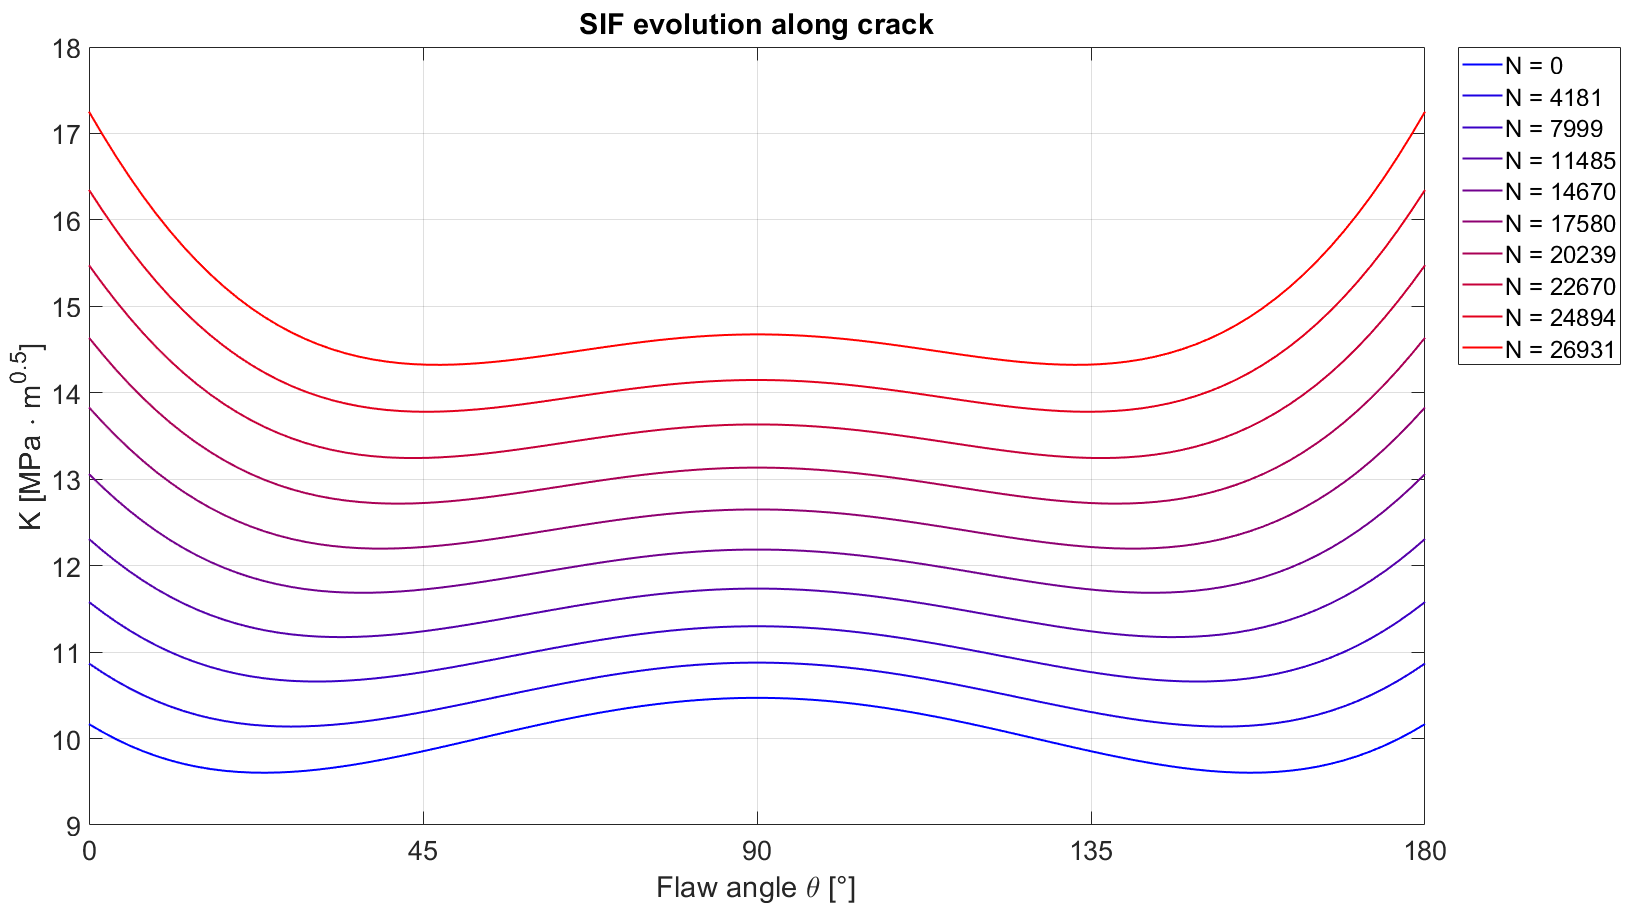 SIF evolution along crack
18
17
16
15
14
13
12
11
10
9
K [MPa · m^0.5]
0 45 90 135 180
Flaw angle θ [°]
N = 0
N = 4181
N = 7999
N = 11485
N = 14670
N = 17580
N = 20239
N = 22670
N = 24894
N = 26931